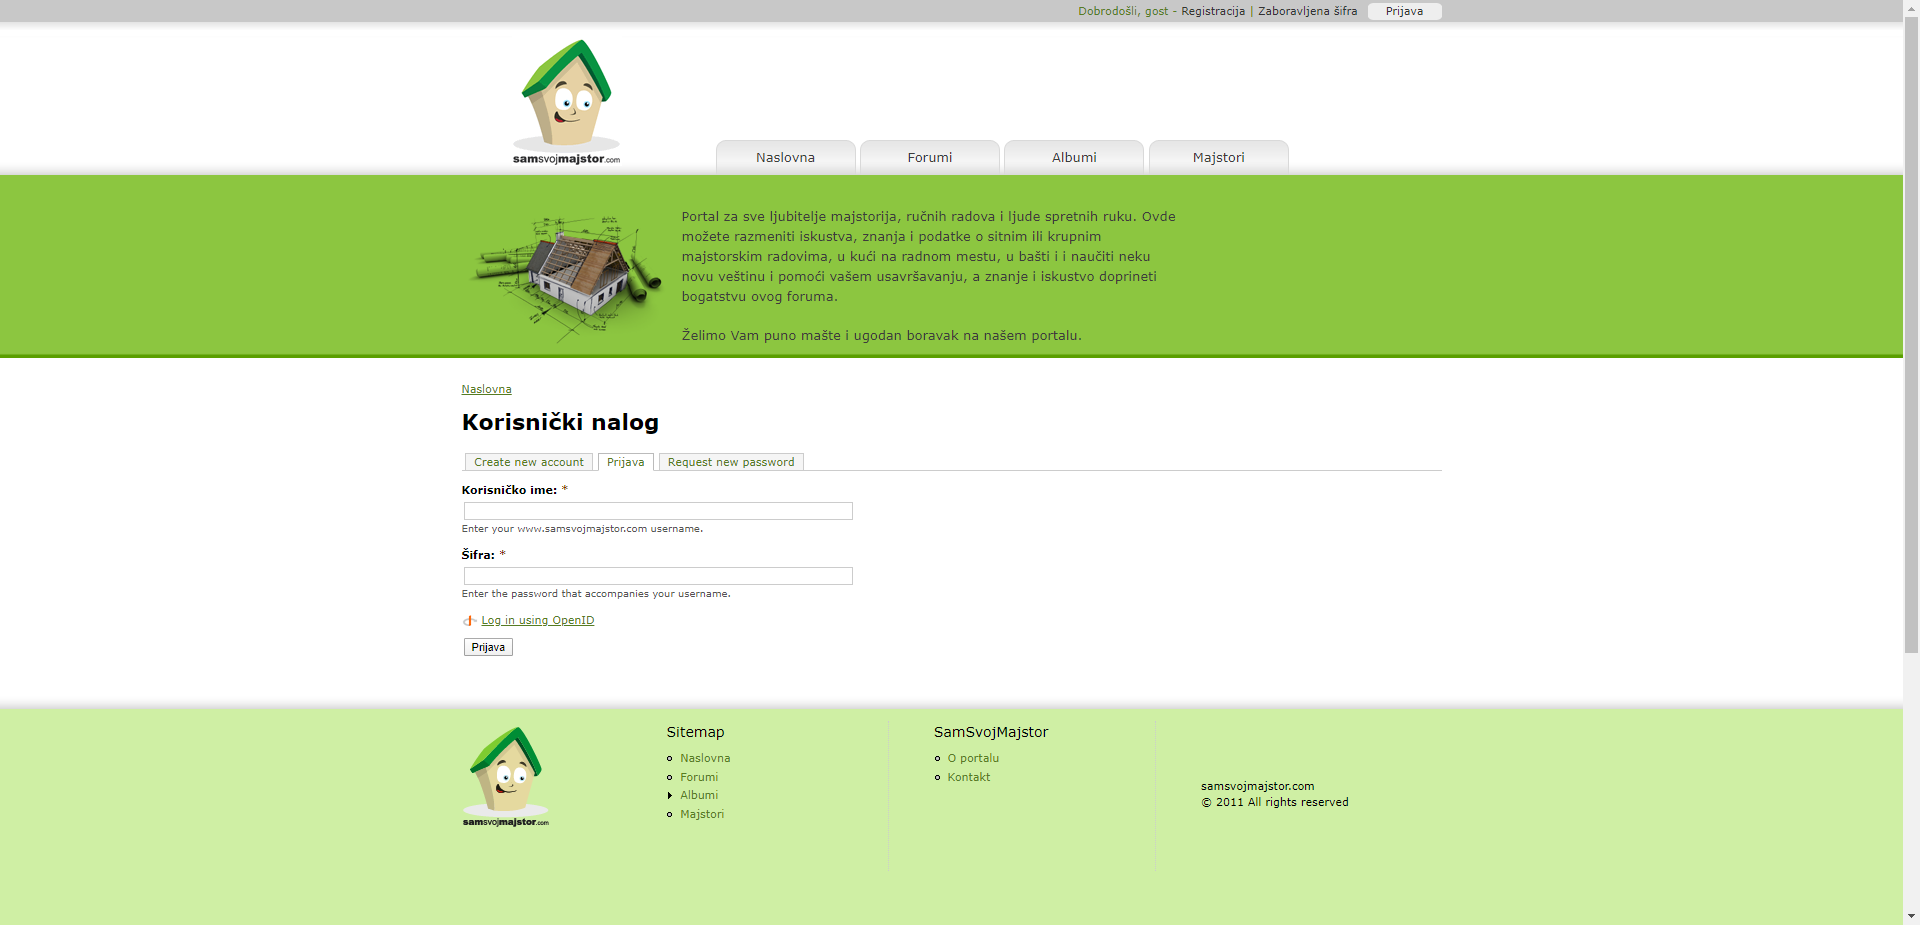 Dobrodošli, gost - Registracija | Zaboravljena šifra Prijava
samsvojmajstor.com
Naslovna Forumi Albumi Majstori
Portal za sve ljubitelje majstorija, ručnih radova i ljude spretnih ruku. Ovde
možete razmeniti iskustva, znanja i podatke o sitnim ili krupnim
majstorskim radovima, u kući na radnom mestu, u bašti i i naučiti neku
novu veštinu i pomoći vašem usavršavanju, a znanje i iskustvo doprineti
bogatstvu ovog foruma.
Želimo Vam puno mašte i ugodan boravak na našem portalu.
Naslovna
Korisnički nalog
Create new account Prijava Request new password
Korisničko ime: *
Enter your www.samsvojmajstor.com username.
Šifra: *
Enter the password that accompanies your username.
Log in using OpenID
Prijava
samsvojmajstor.com
Sitemap
Naslovna
Forumi
Albumi
Majstori
SamSvojMajstor
O portalu
Kontakt
samsvojmajstor.com
© 2011 All rights reserved